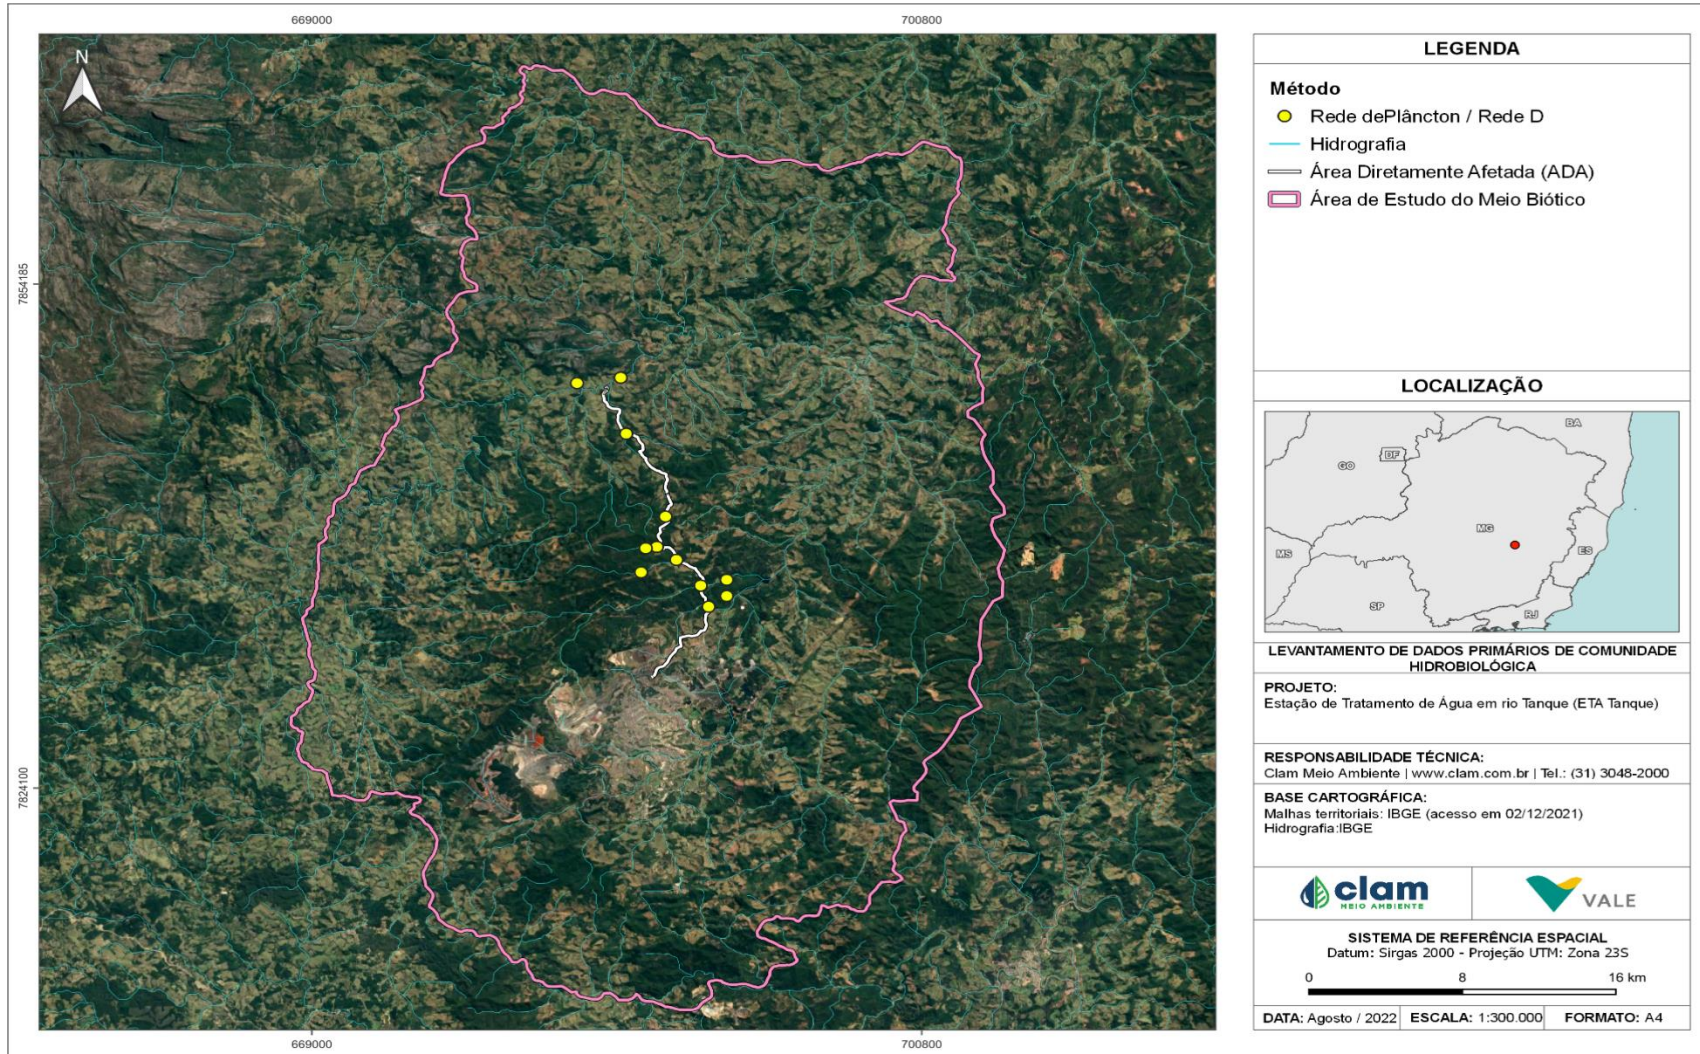 669000
700800
N
7854185
7824100
669000
700800
LEGENDA
Método
Rede dePlâncton / Rede D
Hidrografia
Área Diretamente Afetada (ADA)
Área de Estudo do Meio Biótico
LOCALIZAÇÃO
BA
DF
GO
MG
MS
ES
SP
RJ
LEVANTAMENTO DE DADOS PRIMÁRIOS DE COMUNIDADE
HIDROBIOLÓGICA
PROJETO:
Estação de Tratamento de Água em rio Tanque (ETA Tanque)
RESPONSABILIDADE TÉCNICA:
Clam Meio Ambiente | www.clam.com.br | Tel.: (31) 3048-2000
BASE CARTOGRÁFICA:
Malhas territoriais: IBGE (acesso em 02/12/2021)
Hidrografia:IBGE
clam
MEIO AMBIENTE
VALE
SISTEMA DE REFERÊNCIA ESPACIAL
Datum: Sirgas 2000 - Projeção UTM: Zona 23S
0 8 16 km
DATA: Agosto / 2022 ESCALA: 1:300.000 FORMATO: A4